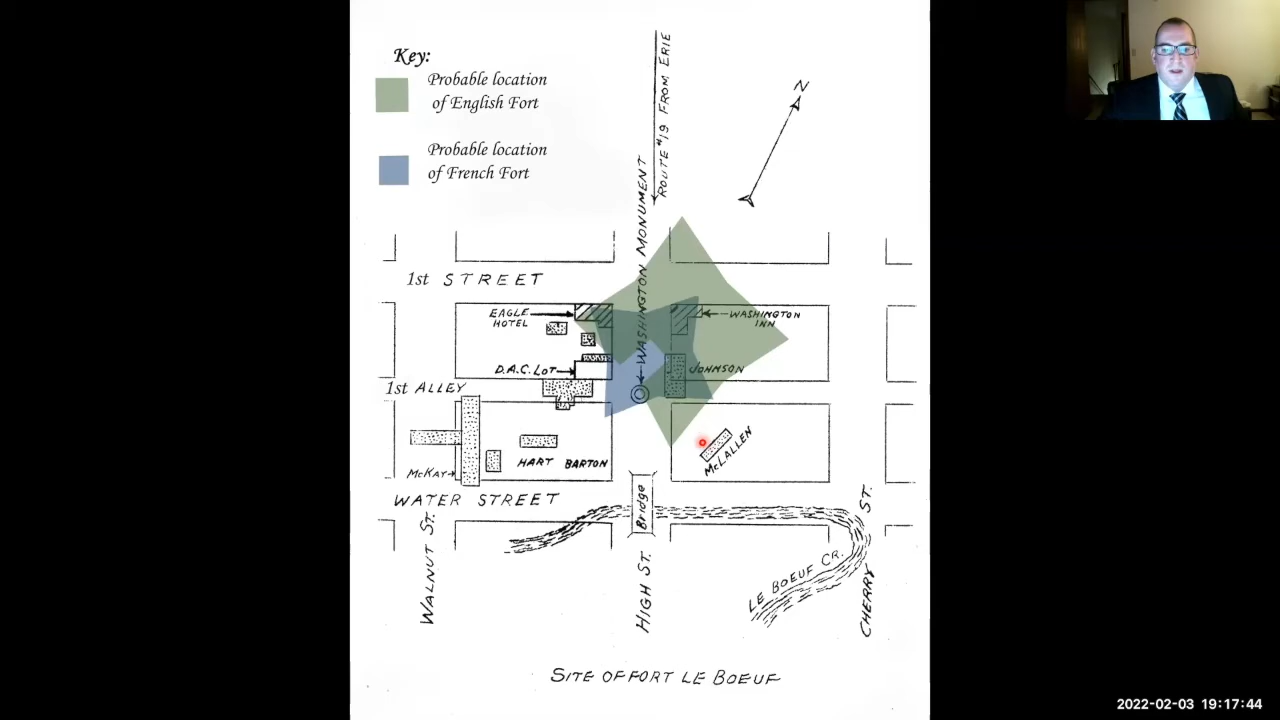 Key:
Probable location
of English Fort
Probable location
of French Fort
ROUTE #19 FROM ERIE
N
WASHINGTON MONUMENT
1st STREET
EAGLE
HOTEL
WASHINGTON
INN
D.A.C. LOT
JOHNSON
1st ALLEY
McLALLEN
HART BARTON
McKAY
WATER STREET
Bridge
WALNUT ST.
HIGH ST.
LE BOEUF CR.
CHERRY ST.
SITE OF FORT LE BOEUF
2022-02-03 19:17:44